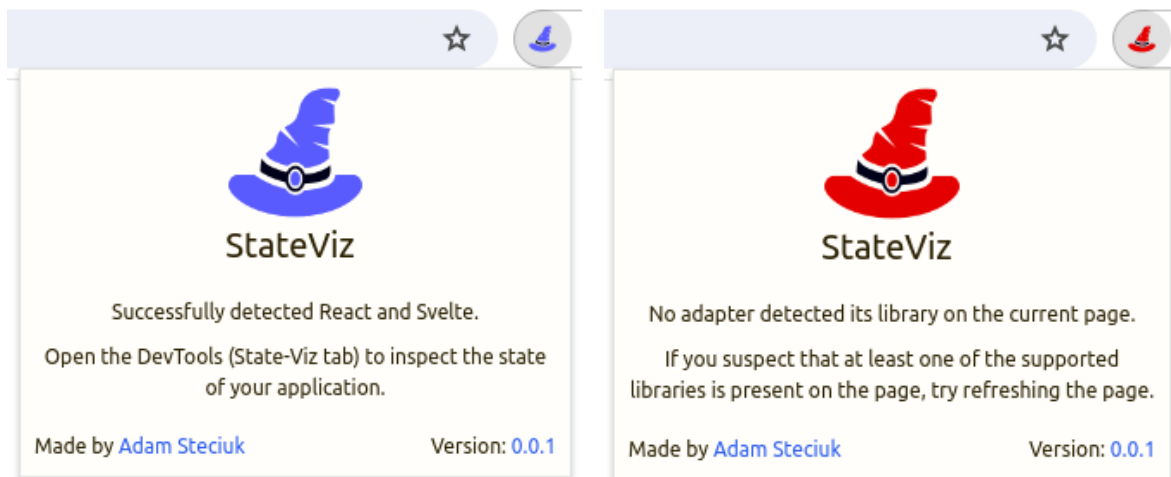 StateViz
Successfully detected React and Svelte.
Open the DevTools (State-Viz tab) to inspect the state
of your application.
Made by Adam Steciuk
Version: 0.0.1
StateViz
No adapter detected its library on the current page.
If you suspect that at least one of the supported
libraries is present on the page, try refreshing the page.
Made by Adam Steciuk
Version: 0.0.1